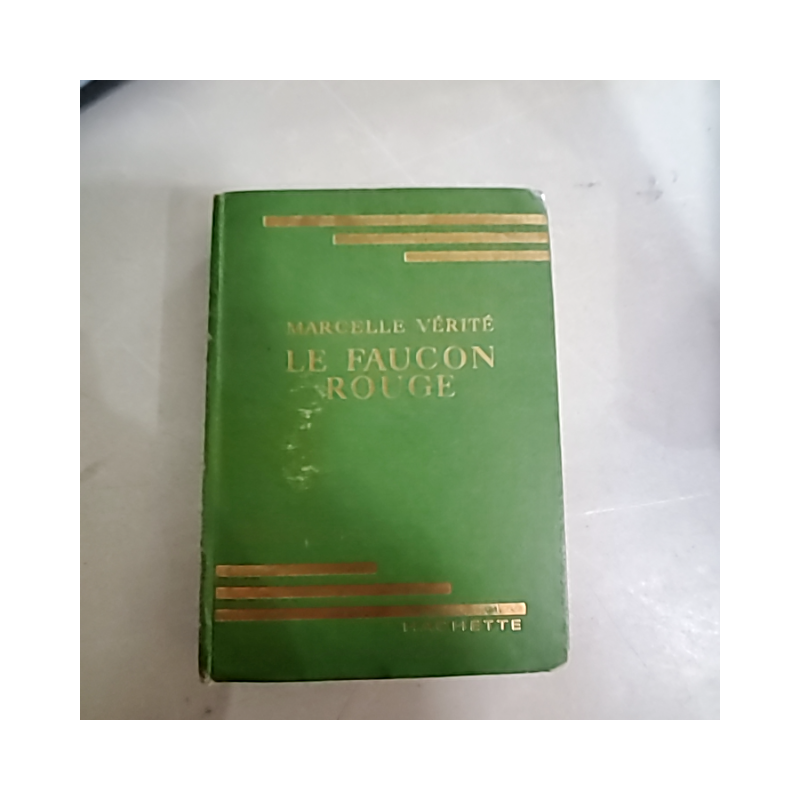 MARCELLE VÉRITÉ
LE FAUCON
ROUGE
HACHETTE